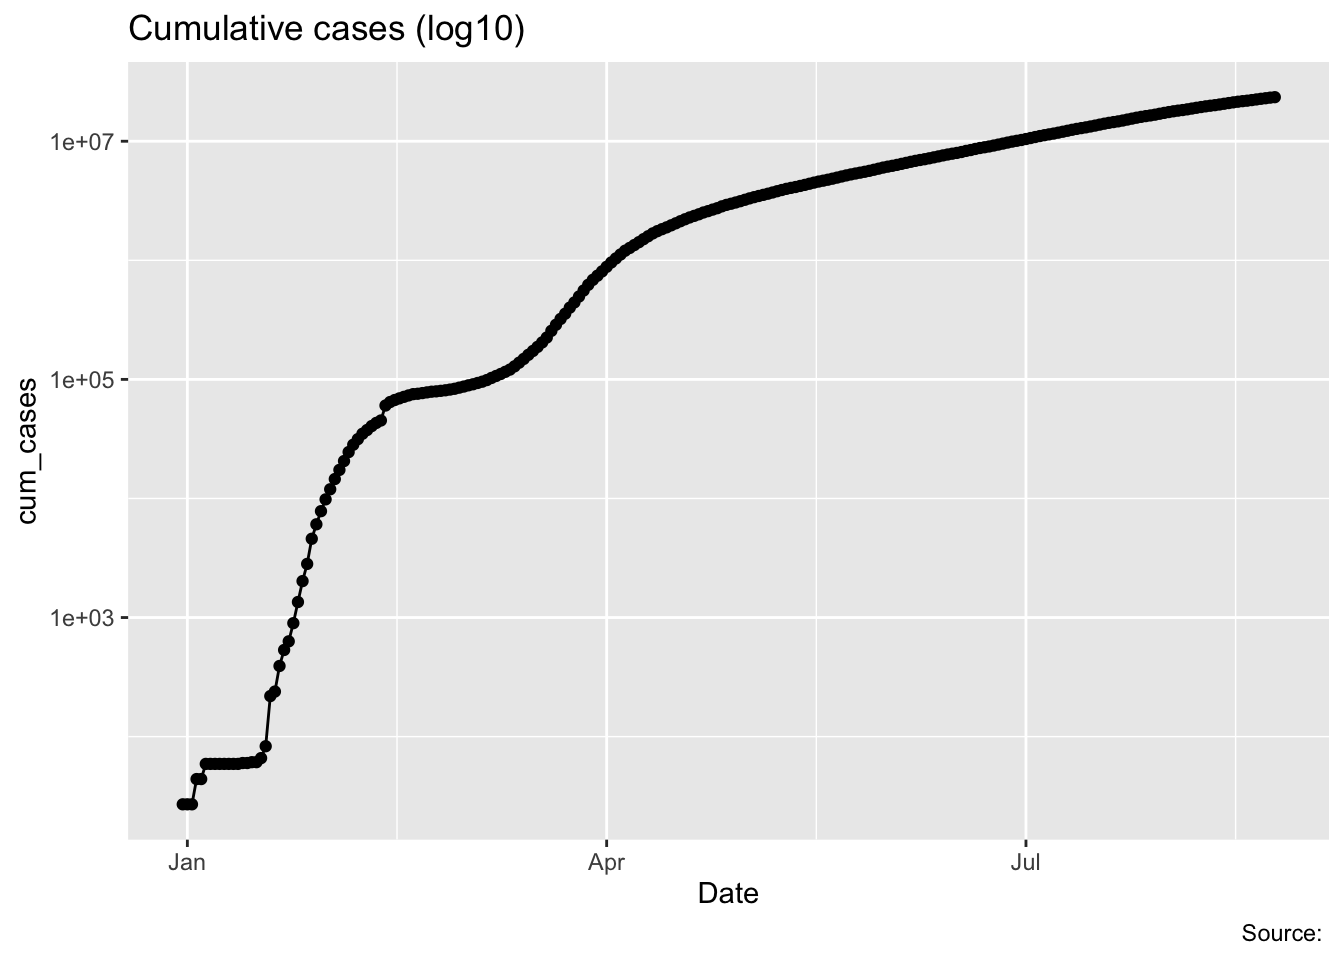 Cumulative cases (log10)
1e+07
1e+05
1e+03
cum_cases
Jan
Apr
Jul
Date
Source: